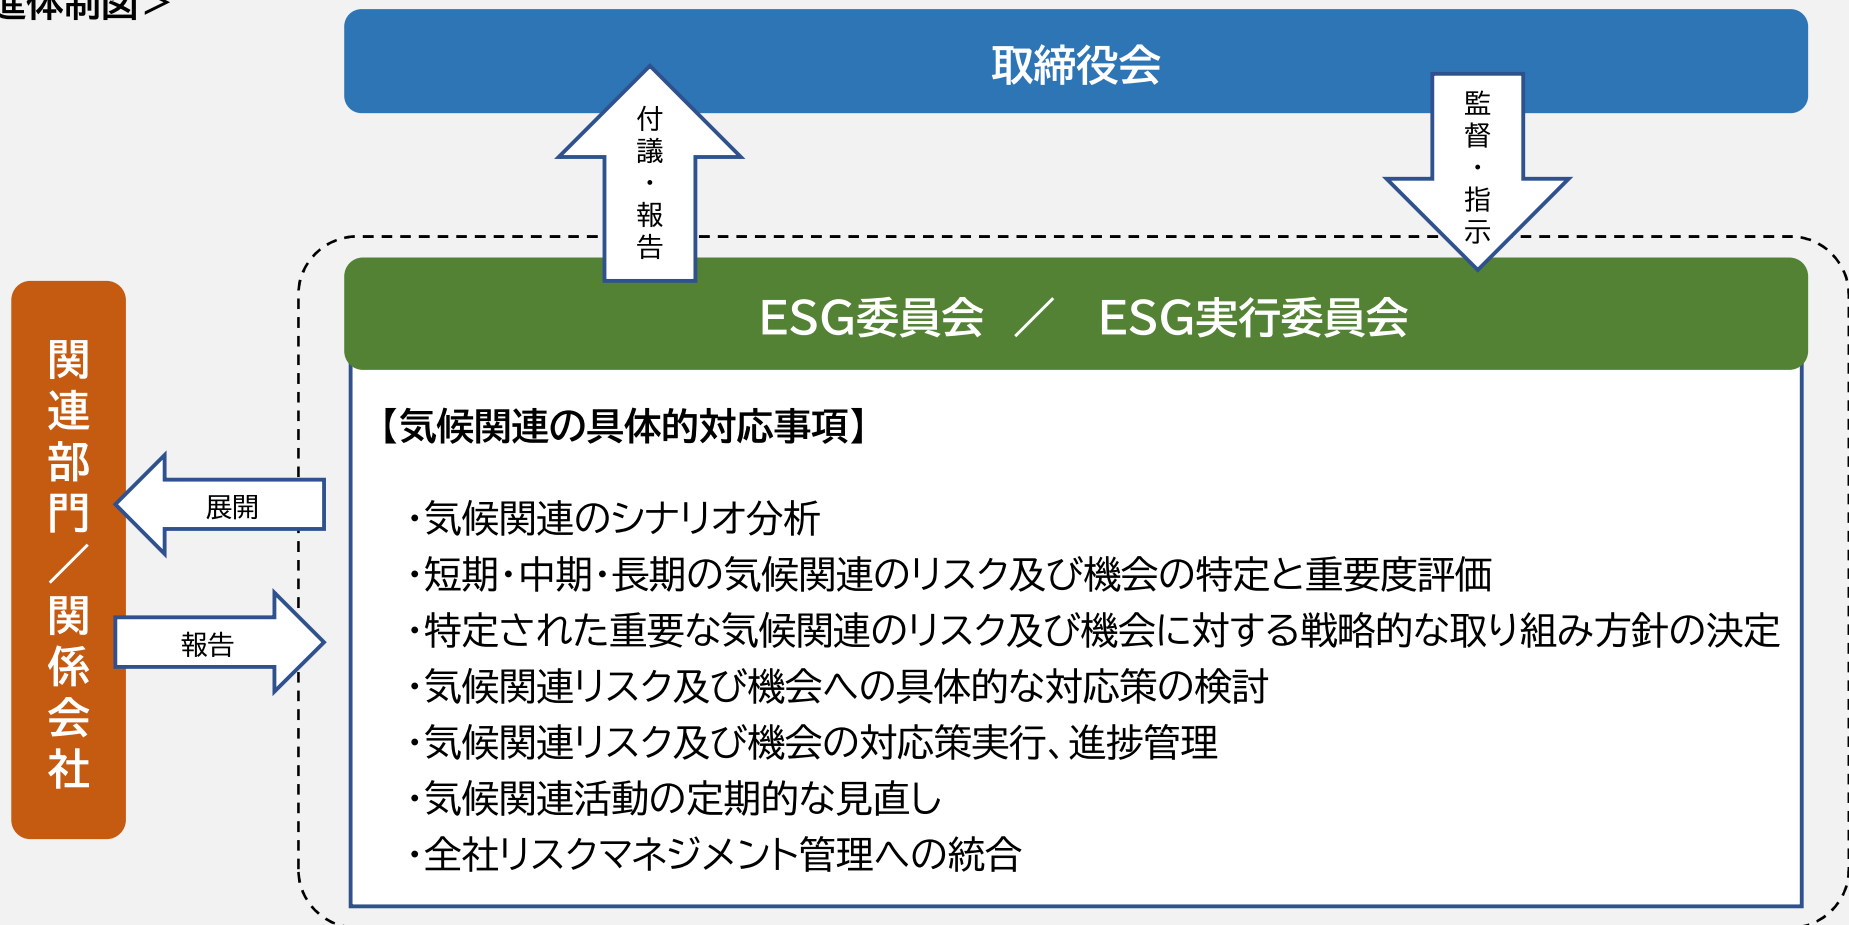 進体制図＞
取締役会
付議・報告
監督・指示
ESG委員会 ／ ESG実行委員会
関連部門／関係会社
展開
報告
【気候関連の具体的対応事項】
・気候関連のシナリオ分析
・短期・中期・長期の気候関連のリスク及び機会の特定と重要度評価
・特定された重要な気候関連のリスク及び機会に対する戦略的な取り組み方針の決定
・気候関連リスク及び機会への具体的な対応策の検討
・気候関連リスク及び機会の対応策実行、進捗管理
・気候関連活動の定期的な見直し
・全社リスクマネジメント管理への統合